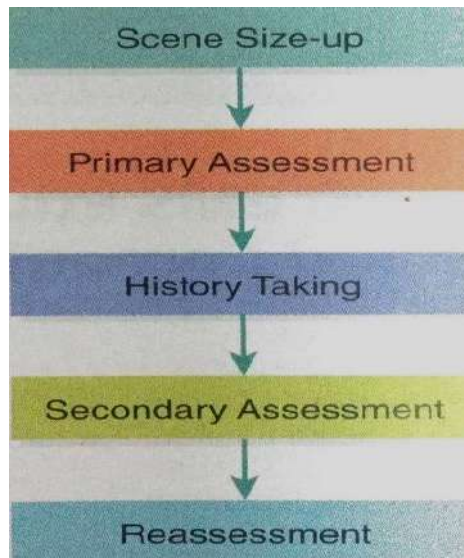 Scene Size-up
Primary Assessment
History Taking
Secondary Assessment
Reassessment